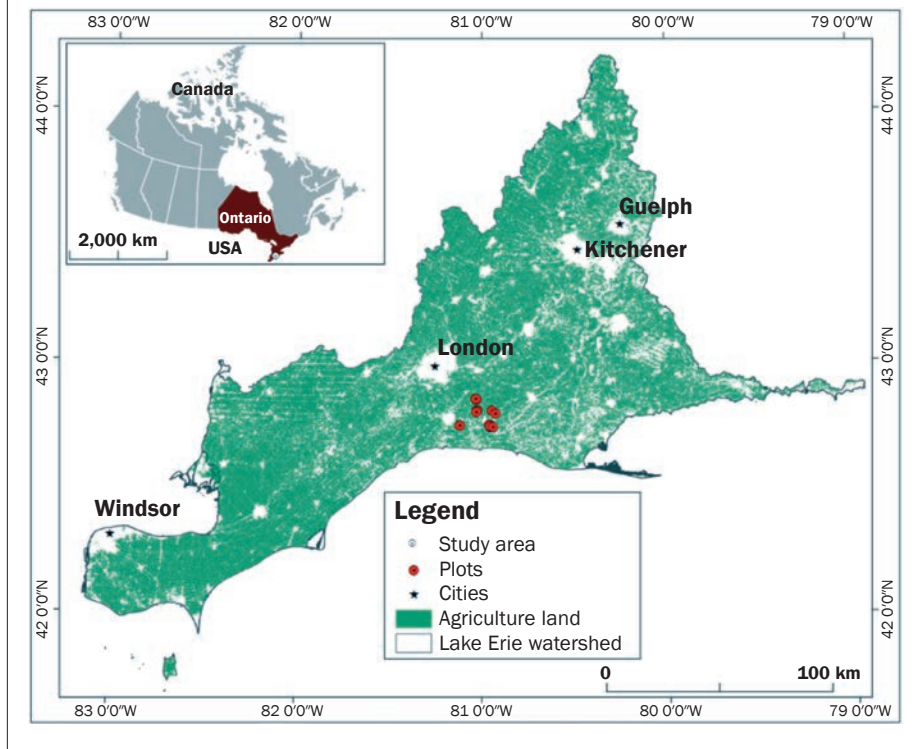 83 0'0"W 82 0'0"W 81 0'0"W 80 0'0"W 79 0'0"W
44 0'0"N
44 0'0"N
Canada
Ontario
USA
2,000 km
Guelph
Kitchener
London
43 0'0"N
43 0'0"N
Windsor
Legend
Study area
Plots
Cities
Agriculture land
Lake Erie watershed
42 0'0"N
42 0'0"N
0 100 km
83 0'0"W 82 0'0"W 81 0'0"W 80 0'0"W 79 0'0"W